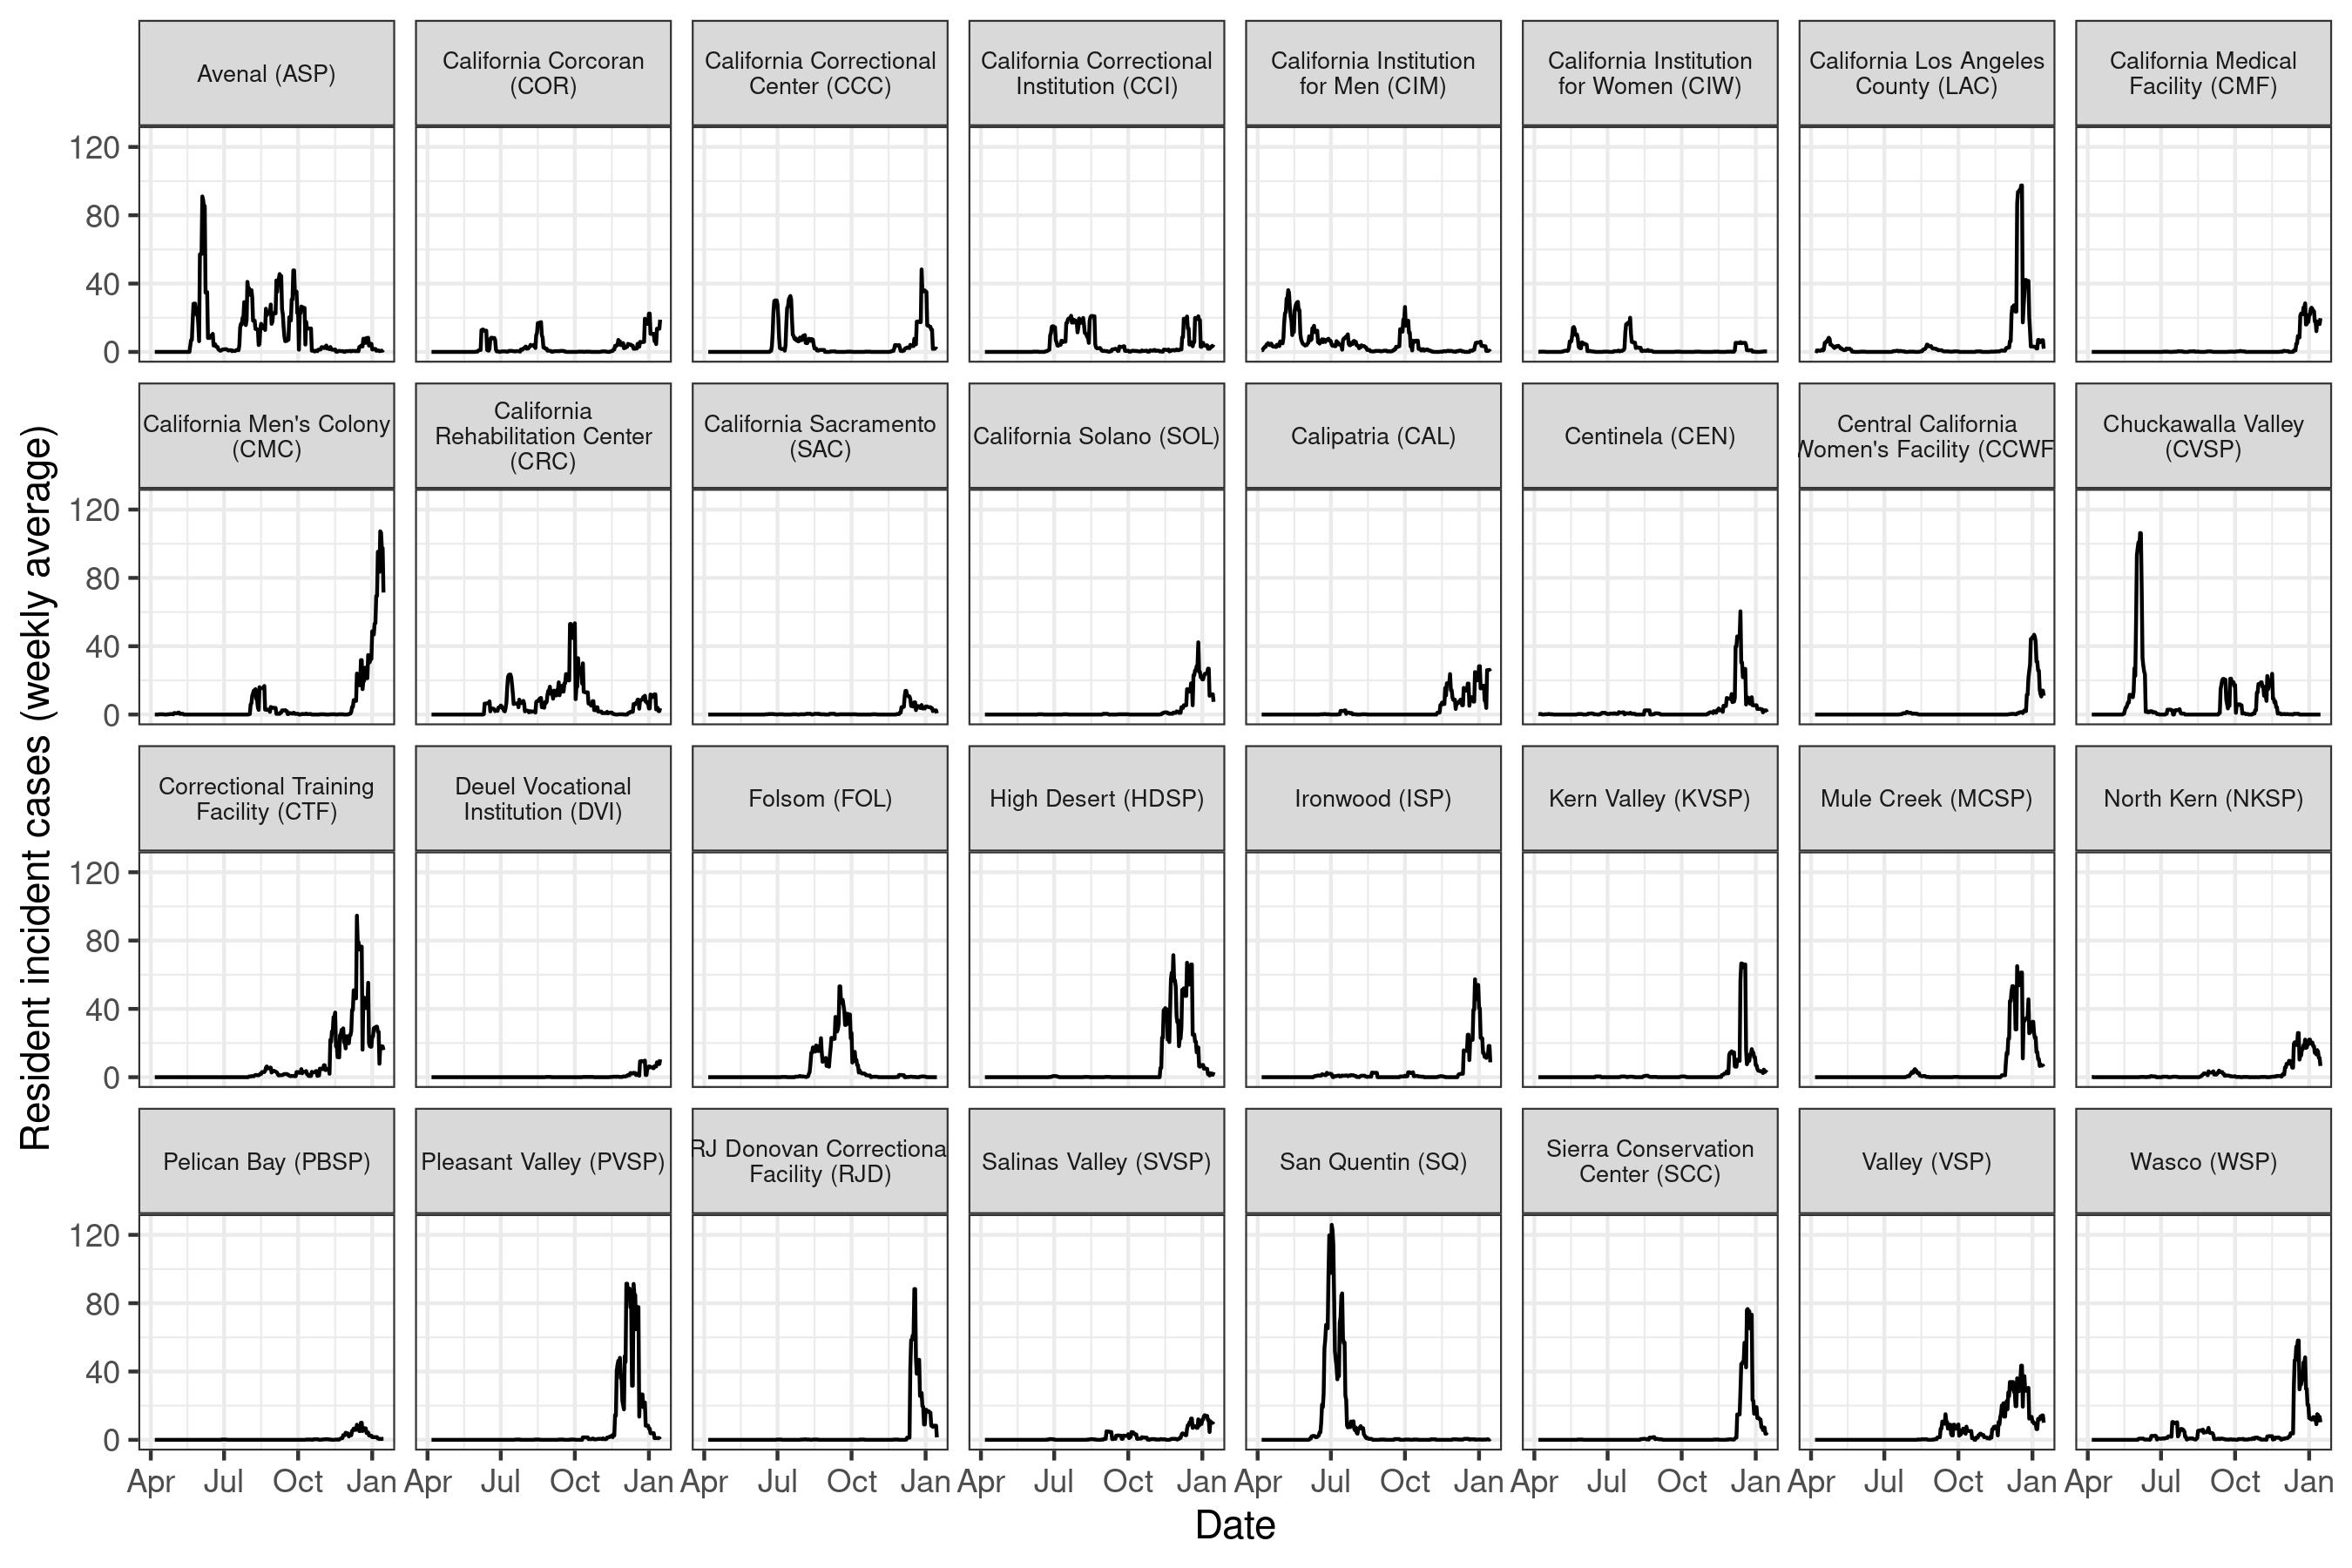 Avenal (ASP)
California Corcoran
(COR)
California Correctional
Center (CCC)
California Correctional
Institution (CCI)
California Institution
for Men (CIM)
California Institution
for Women (CIW)
California Los Angeles
County (LAC)
California Medical
Facility (CMF)
120
80
40
0
California Men's Colony
(CMC)
California
Rehabilitation Center
(CRC)
California Sacramento
(SAC)
California Solano (SOL)
Calipatria (CAL)
Centinela (CEN)
Central California
Women's Facility (CCWF
Chuckawalla Valley
(CVSP)
120
80
40
0
Resident incident cases (weekly average)
Correctional Training
Facility (CTF)
Deuel Vocational
Institution (DVI)
Folsom (FOL)
High Desert (HDSP)
Ironwood (ISP)
Kern Valley (KVSP)
Mule Creek (MCSP)
North Kern (NKSP)
120
80
40
0
Pelican Bay (PBSP)
Pleasant Valley (PVSP)
RJ Donovan Correctiona
Facility (RJD)
Salinas Valley (SVSP)
San Quentin (SQ)
Sierra Conservation
Center (SCC)
Valley (VSP)
Wasco (WSP)
120
80
40
0
Apr Jul Oct Jan Apr Jul Oct Jan Apr Jul Oct Jan Apr Jul Oct Jan Apr Jul Oct Jan Apr Jul Oct Jan Apr Jul Oct Jan Apr Jul Oct Jan
Date